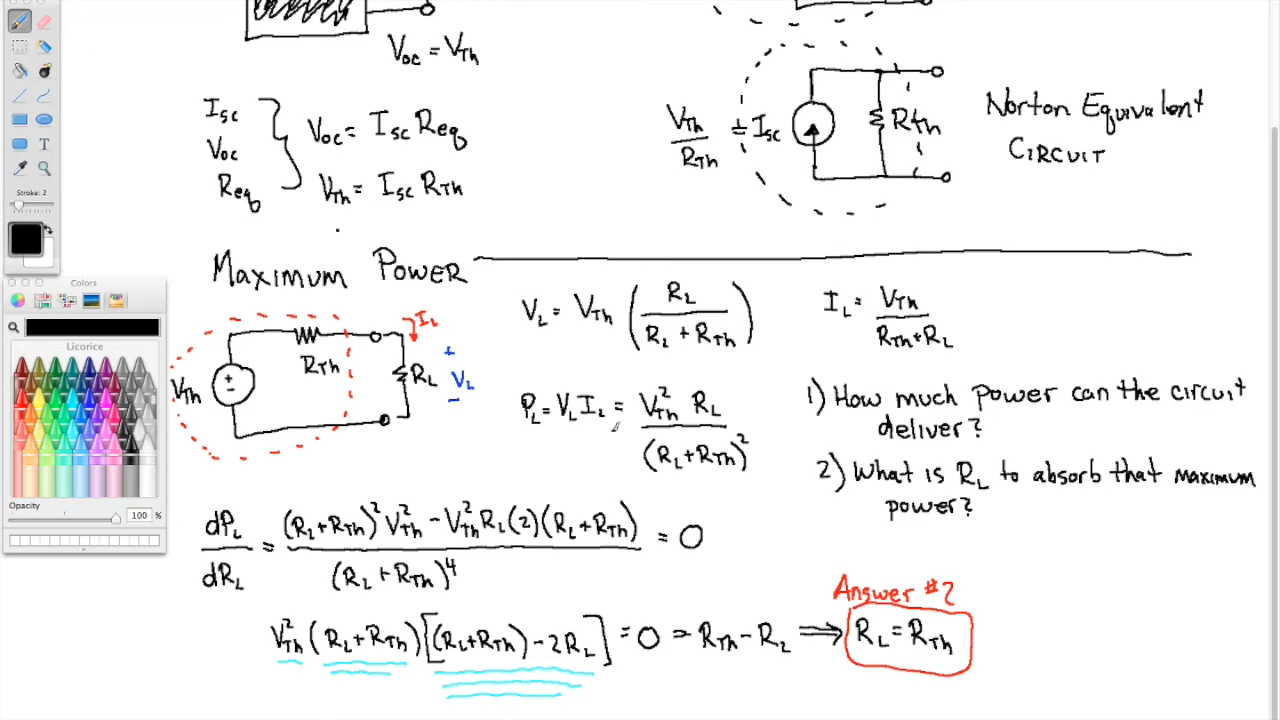 Voc = VTh
Isc
Voc
Req
Voc = Isc Req
VTh = Isc RTh
VTh / RTh = Isc
RTh
Norton Equivalent
CIRCUIT
Stroke: 2
Maximum Power
Colors
Licorice
Opacity
100 %
VTh
+
-
RTh
IL
RL
+
VL
-
VL = VTh (RL / (RL + RTh))
IL = VTh / (RTh + RL)
PL = VL IL = VTh² RL / (RL + RTh)²
1) How much power can the circuit
deliver?
2) What is RL to absorb that maximum
power?
dPL / dRL = ((RL + RTh)² VTh² - VTh² RL (2)(RL + RTh)) / (RL + RTh)⁴ = 0
VTh² (RL + RTh) [(RL + RTh) - 2RL] = 0 = RTh - RL ⟹ RL = RTh
Answer #2